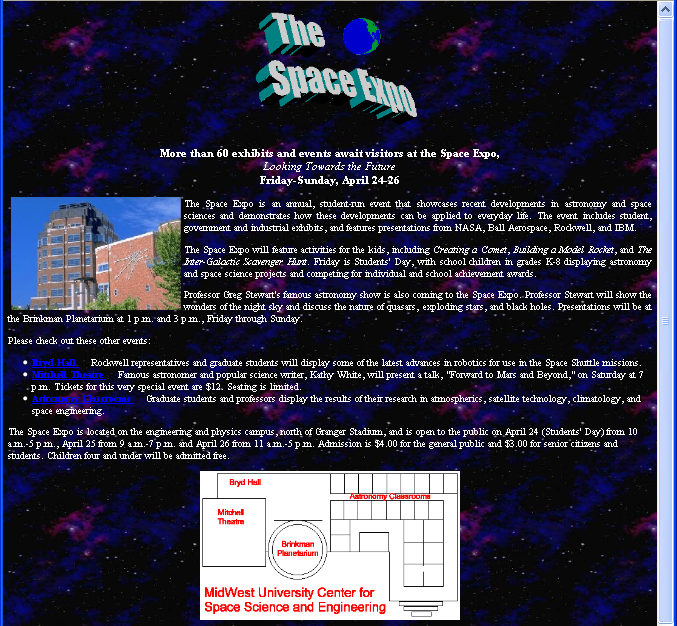 The
Space Expo
More than 60 exhibits and events await visitors at the Space Expo,
Looking Towards the Future
Friday-Sunday, April 24-26
The Space Expo is an annual, student-run event that showcases recent developments in astronomy and space
sciences and demonstrates how these developments can be applied to everyday life. The event includes student,
government and industrial exhibits, and features presentations from NASA, Ball Aerospace, Rockwell, and IBM.
The Space Expo will feature activities for the kids, including Creating a Comet, Building a Model Rocket, and The
Inter-Galactic Scavenger Hunt. Friday is Students' Day, with school children in grades K-8 displaying astronomy
and space science projects and competing for individual and school achievement awards.
Professor Greg Stewart's famous astronomy show is also coming to the Space Expo. Professor Stewart will show the
wonders of the night sky and discuss the nature of quasars, exploding stars, and black holes. Presentations will be at
the Brinkman Planetarium at 1 p.m. and 3 p.m., Friday through Sunday.
Please check out these other events:
Bryd Hall Rockwell representatives and graduate students will display some of the latest advances in robotics for use in the Space Shuttle missions.
Mitchell Theatre Famous astronomer and popular science writer, Kathy White, will present a talk, "Forward to Mars and Beyond," on Saturday at 7
p.m. Tickets for this very special event are $12. Seating is limited.
Astronomy Classrooms Graduate students and professors display the results of their research in atmospherics, satellite technology, climatology, and
space engineering.
The Space Expo is located on the engineering and physics campus, north of Granger Stadium, and is open to the public on April 24 (Students' Day) from 10
a.m.-5 p.m., April 25 from 9 a.m.-7 p.m. and April 26 from 11 a.m.-5 p.m. Admission is $4.00 for the general public and $3.00 for senior citizens and
students. Children four and under will be admitted free.
Bryd Hall
Astronomy Classrooms
Mitchell
Theatre
Brinkman
Planetarium
MidWest University Center for
Space Science and Engineering